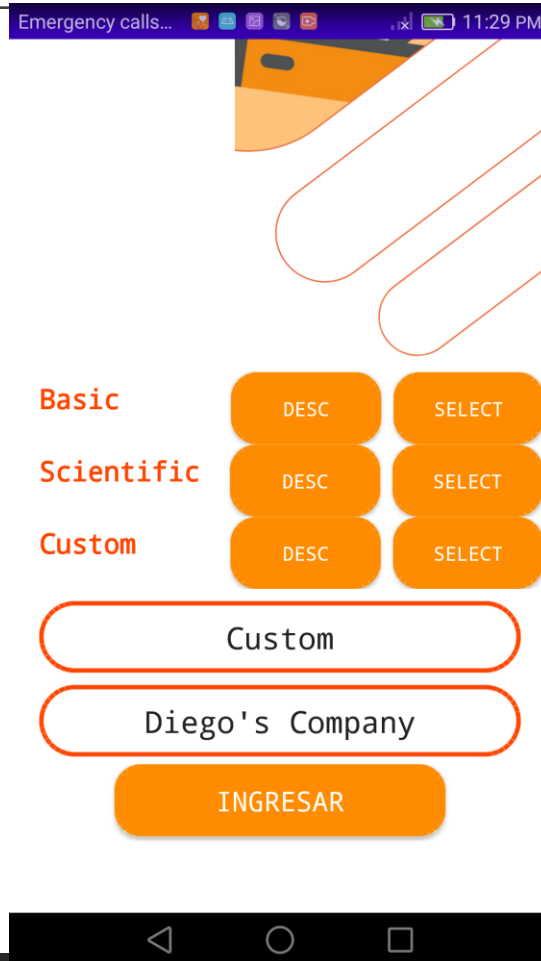 Emergency calls... 11:29 PM
Basic DESC SELECT
Scientific DESC SELECT
Custom DESC SELECT
Custom
Diego's Company
INGRESAR